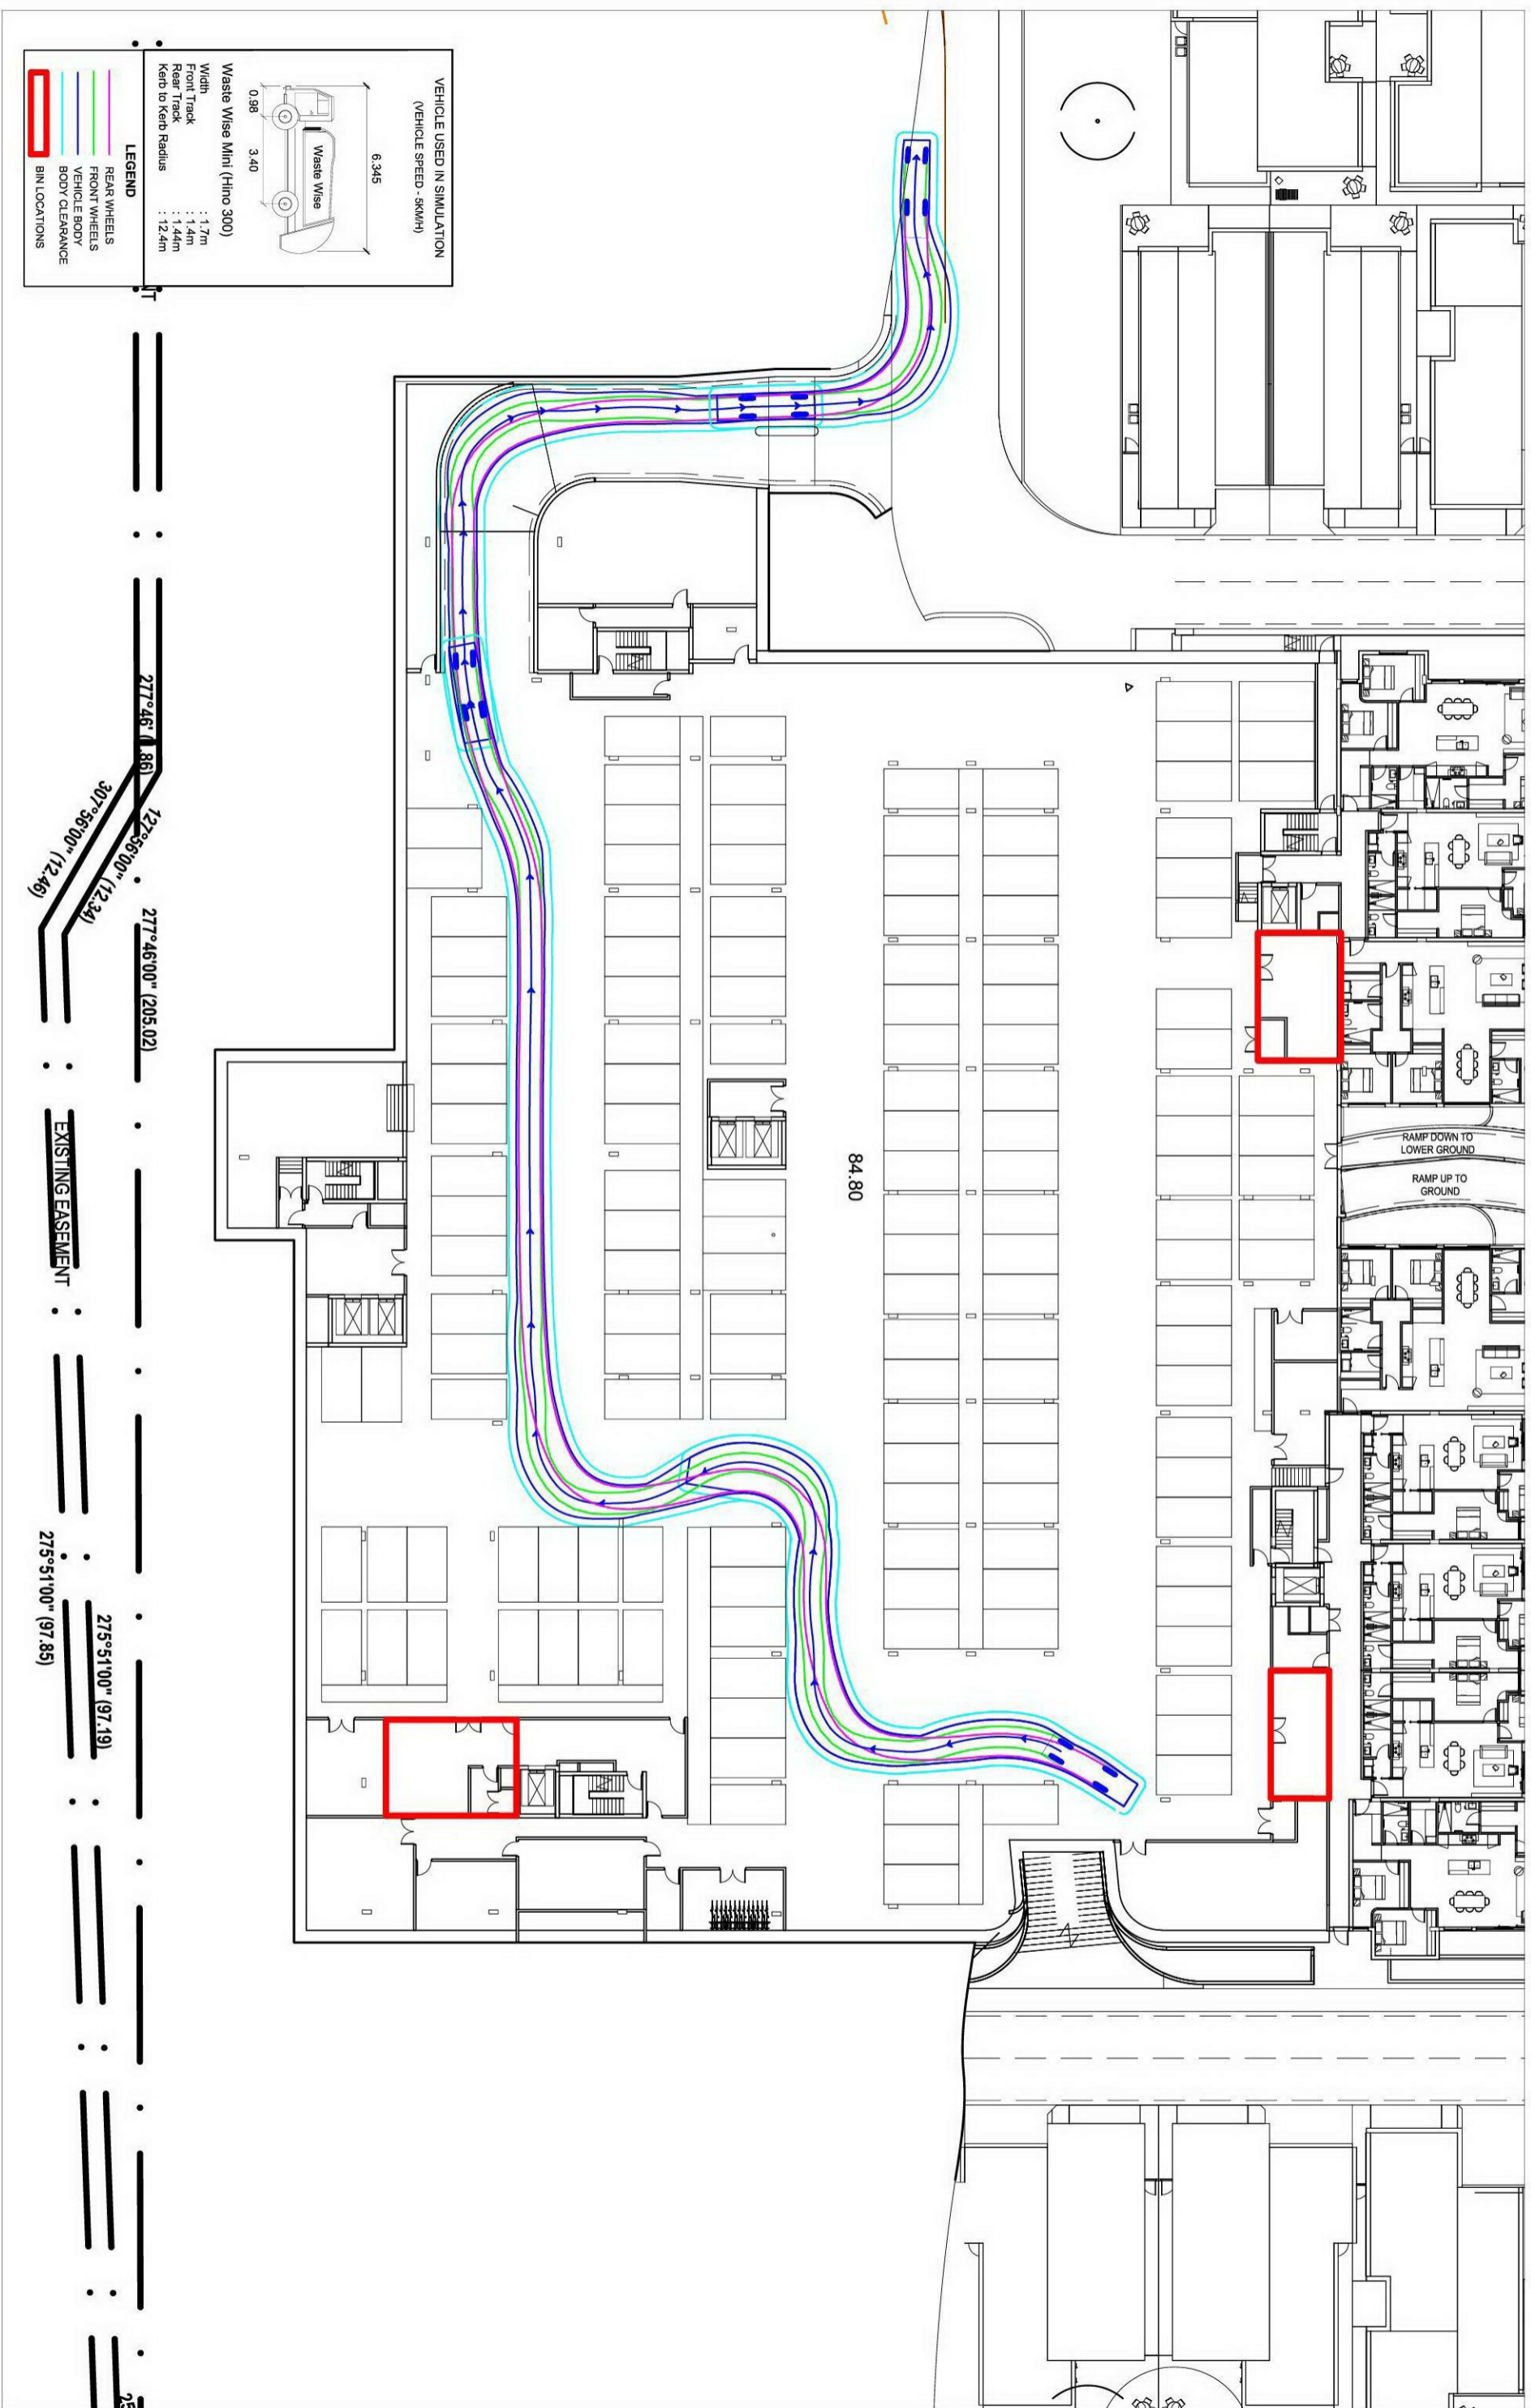 VEHICLE USED IN SIMULATION
(VEHICLE SPEED - 5KM/H)
6.345
Waste Wise
0.98
3.40
Waste Wise Mini (Hino 300)
Width : 1.7m
Front Track : 1.4m
Rear Track : 1.44m
Kerb to Kerb Radius : 12.4m
LEGEND
REAR WHEELS
FRONT WHEELS
VEHICLE BODY
BODY CLEARANCE
BIN LOCATIONS
RAMP DOWN TO
LOWER GROUND
RAMP UP TO
GROUND
84.80
277°46' (1.86)
127°56'00" (12.34)
307°56'00" (12.46)
277°46'00" (205.02)
EXISTING EASEMENT
275°51'00" (97.19)
275°51'00" (97.85)